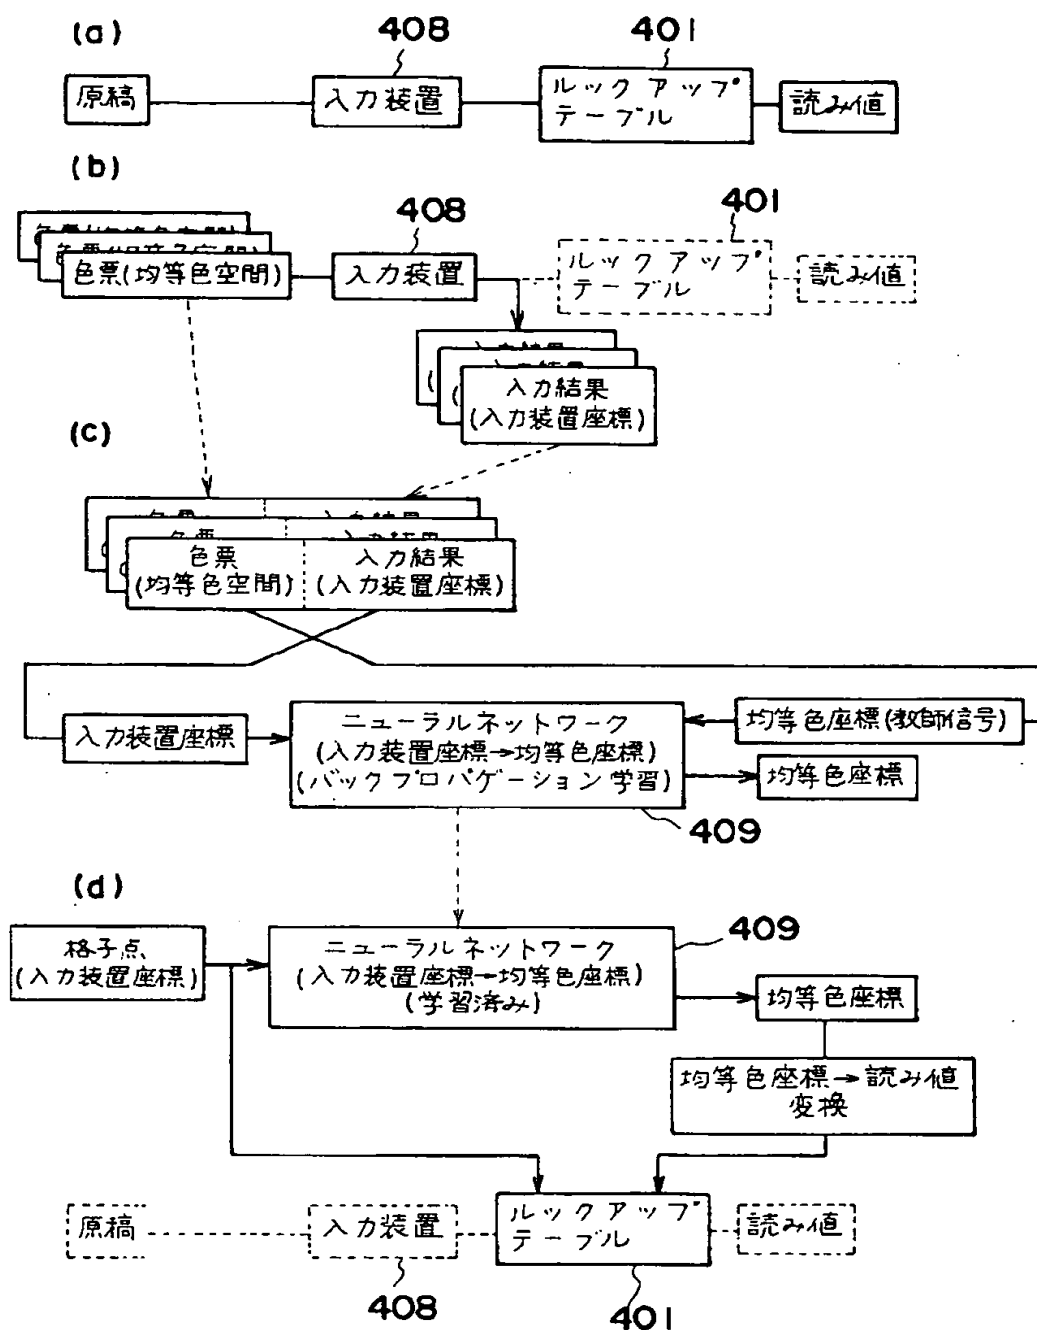 (a)
408
401
原稿
入力装置
ルックアップ
テーブル
読み値
(b)
408
401
色票(均等色空間)
入力装置
ルックアップ
テーブル
読み値
入力結果
(入力装置座標)
(c)
色票
(均等色空間)
入力結果
(入力装置座標)
入力装置座標
ニューラルネットワーク
(入力装置座標→均等色座標)
(バックプロパゲーション学習)
均等色座標(教師信号)
均等色座標
409
(d)
格子点
(入力装置座標)
ニューラルネットワーク
(入力装置座標→均等色座標)
(学習済み)
409
均等色座標
均等色座標→読み値
変換
原稿
入力装置
ルックアップ
テーブル
読み値
408
401